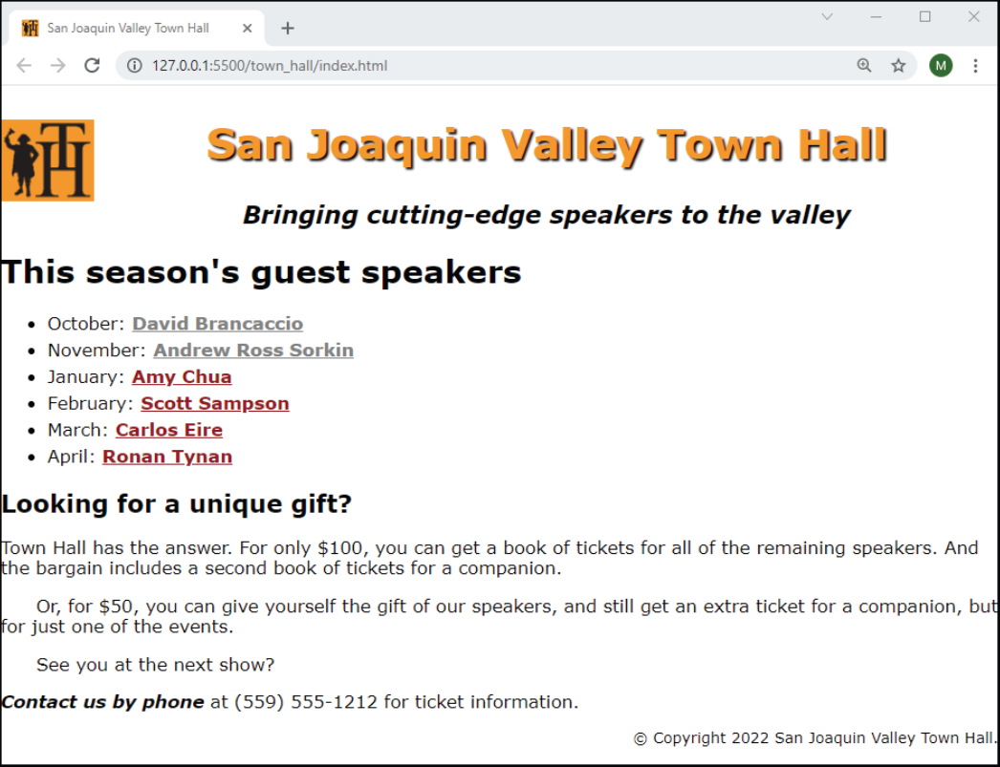 San Joaquin Valley Town Hall
127.0.0.1:5500/town_hall/index.html
M
TH
San Joaquin Valley Town Hall
Bringing cutting-edge speakers to the valley
This season's guest speakers
• October: David Brancaccio
• November: Andrew Ross Sorkin
• January: Amy Chua
• February: Scott Sampson
• March: Carlos Eire
• April: Ronan Tynan
Looking for a unique gift?
Town Hall has the answer. For only $100, you can get a book of tickets for all of the remaining speakers. And
the bargain includes a second book of tickets for a companion.
Or, for $50, you can give yourself the gift of our speakers, and still get an extra ticket for a companion, but
for just one of the events.
See you at the next show?
Contact us by phone at (559) 555-1212 for ticket information.
© Copyright 2022 San Joaquin Valley Town Hall.